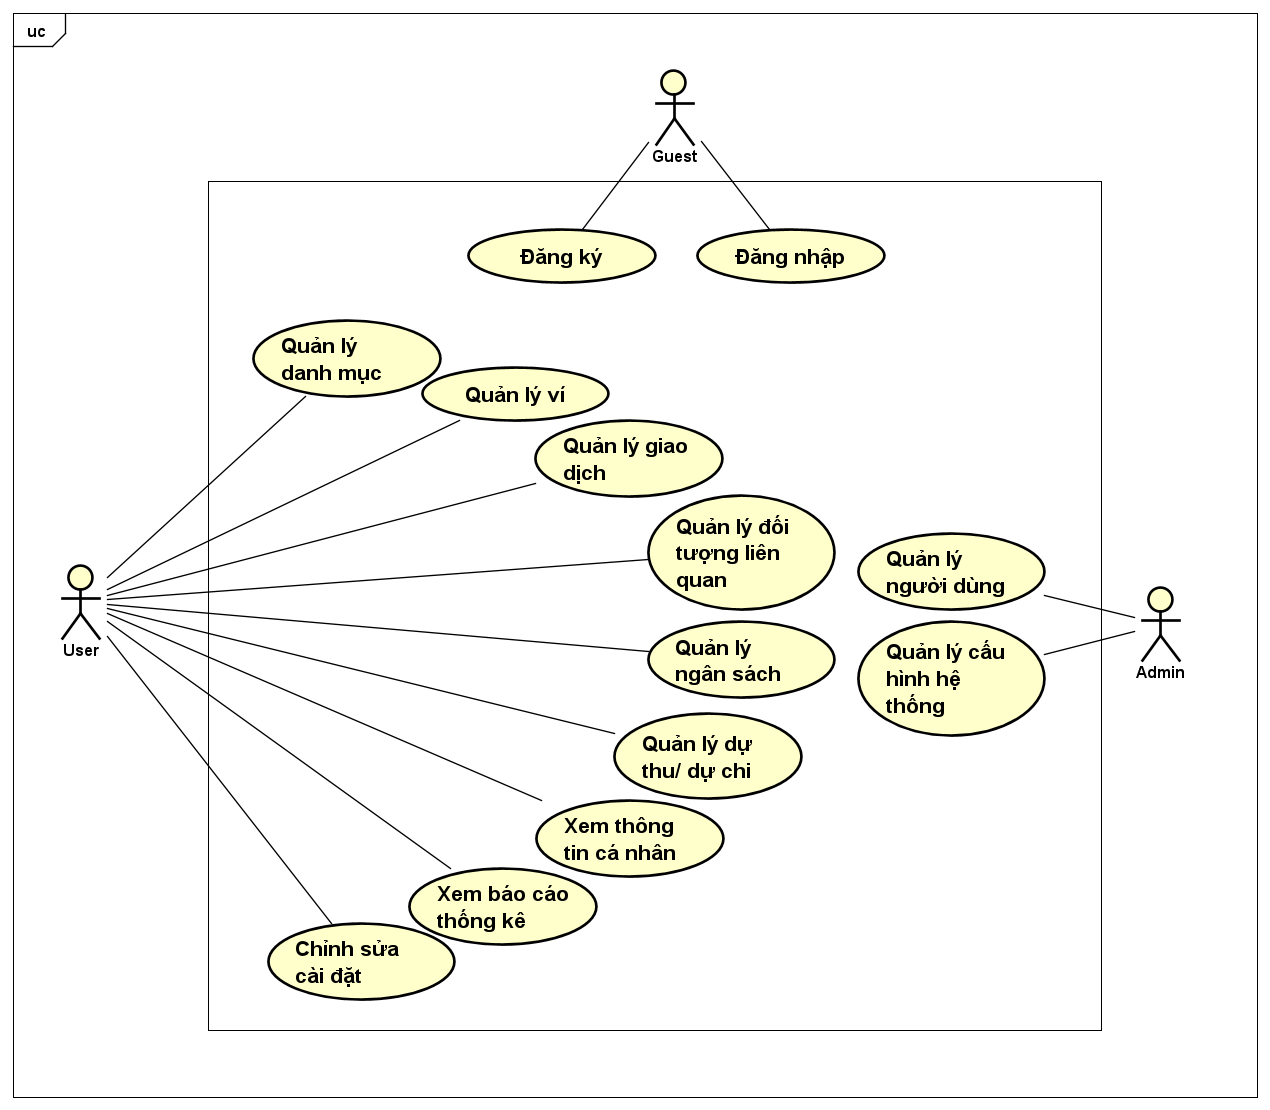 uc
Guest
Đăng ký
Đăng nhập
Quản lý
danh mục
Quản lý ví
Quản lý giao
dịch
Quản lý đối
tượng liên
quan
Quản lý
người dùng
User
Admin
Quản lý
ngân sách
Quản lý cấu
hình hệ
thống
Quản lý dự
thu/ dự chi
Xem thông
tin cá nhân
Xem báo cáo
thống kê
Chỉnh sửa
cài đặt